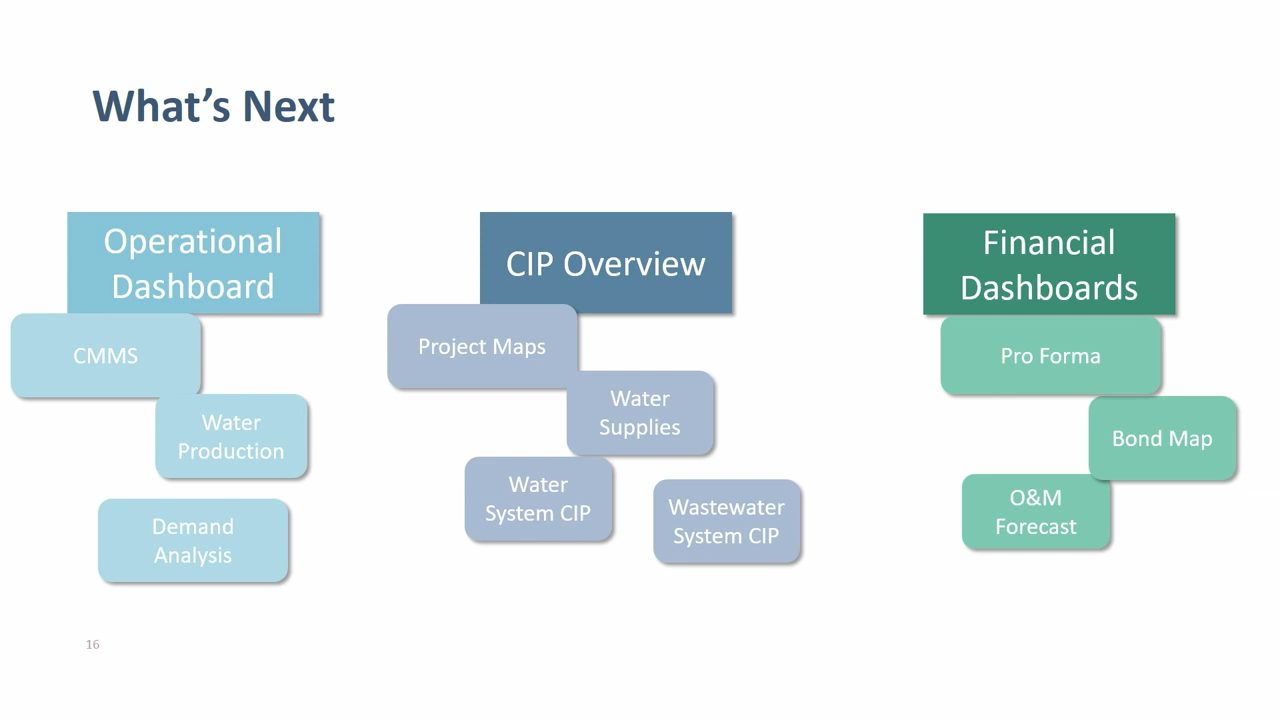 What’s Next
Operational
Dashboard
CMMS
Water
Production
Demand
Analysis
CIP Overview
Project Maps
Water
Supplies
Water
System CIP
Wastewater
System CIP
Financial
Dashboards
Pro Forma
Bond Map
O&M
Forecast
16